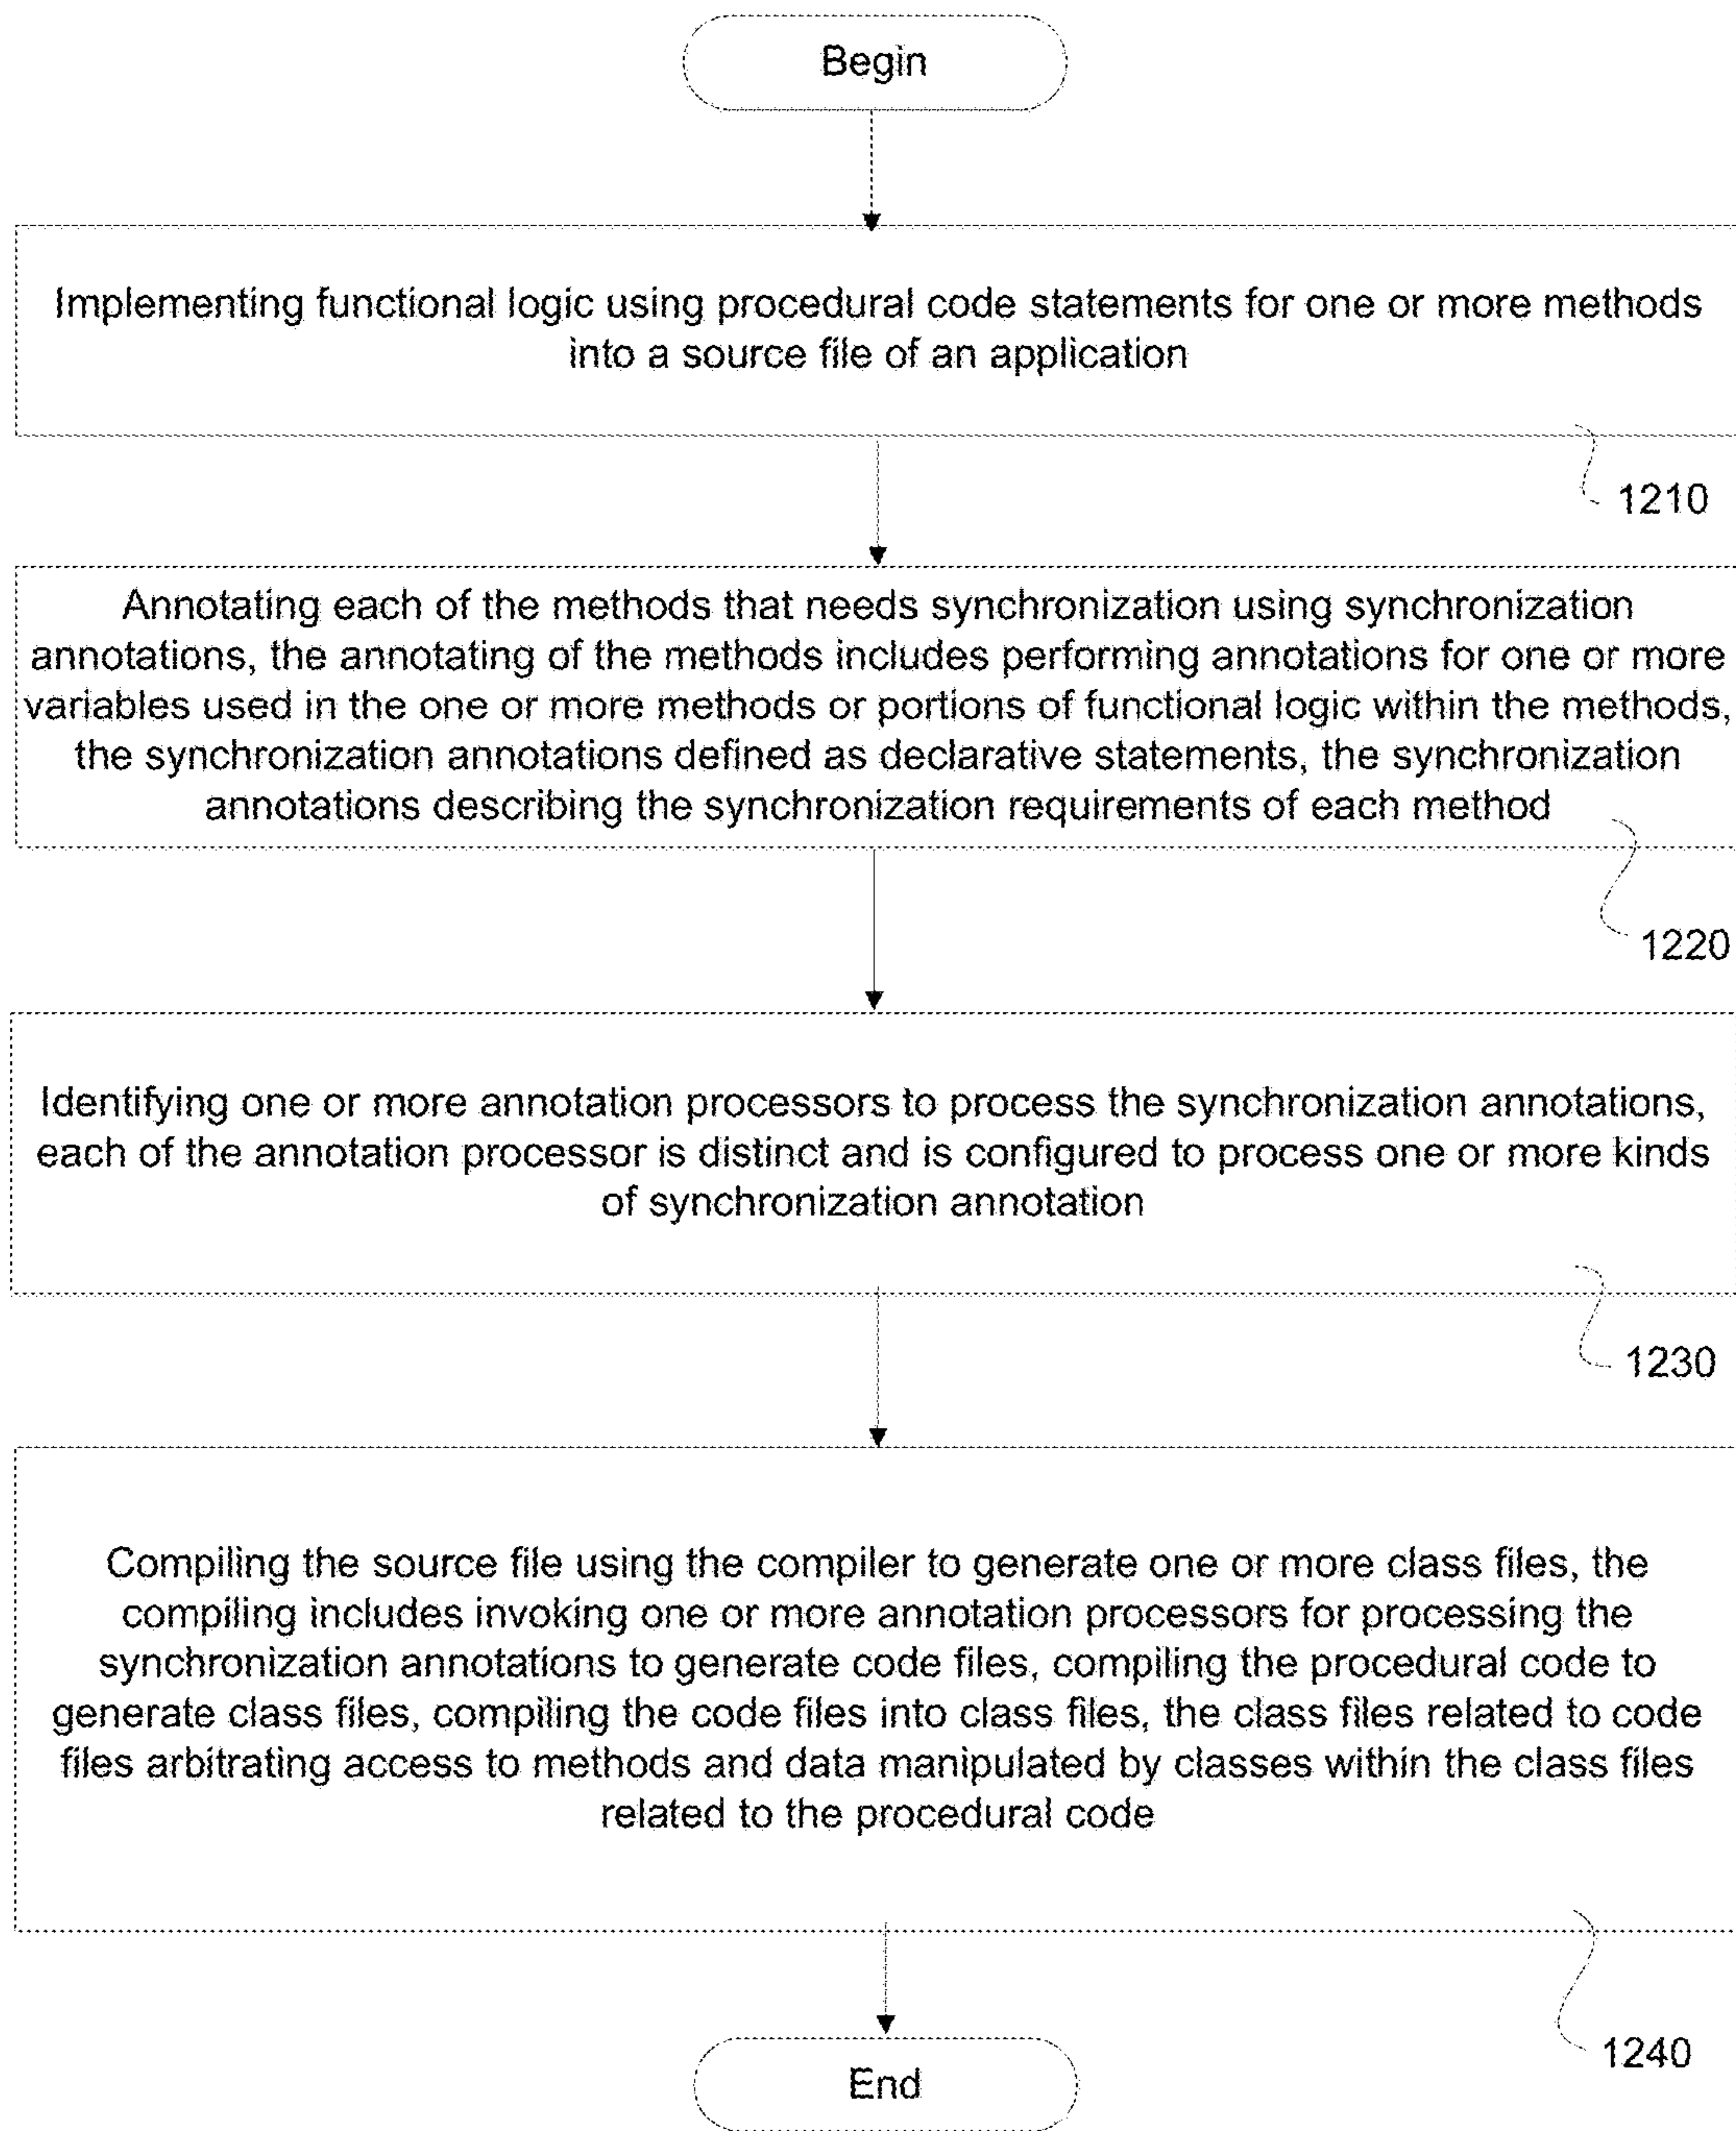 Begin
Implementing functional logic using procedural code statements for one or more methods
into a source file of an application
1210
Annotating each of the methods that needs synchronization using synchronization
annotations, the annotating of the methods includes performing annotations for one or more
variables used in the one or more methods or portions of functional logic within the methods,
the synchronization annotations defined as declarative statements, the synchronization
annotations describing the synchronization requirements of each method
1220
Identifying one or more annotation processors to process the synchronization annotations,
each of the annotation processor is distinct and is configured to process one or more kinds
of synchronization annotation
1230
Compiling the source file using the compiler to generate one or more class files, the
compiling includes invoking one or more annotation processors for processing the
synchronization annotations to generate code files, compiling the procedural code to
generate class files, compiling the code files into class files, the class files related to code
files arbitrating access to methods and data manipulated by classes within the class files
related to the procedural code
1240
End